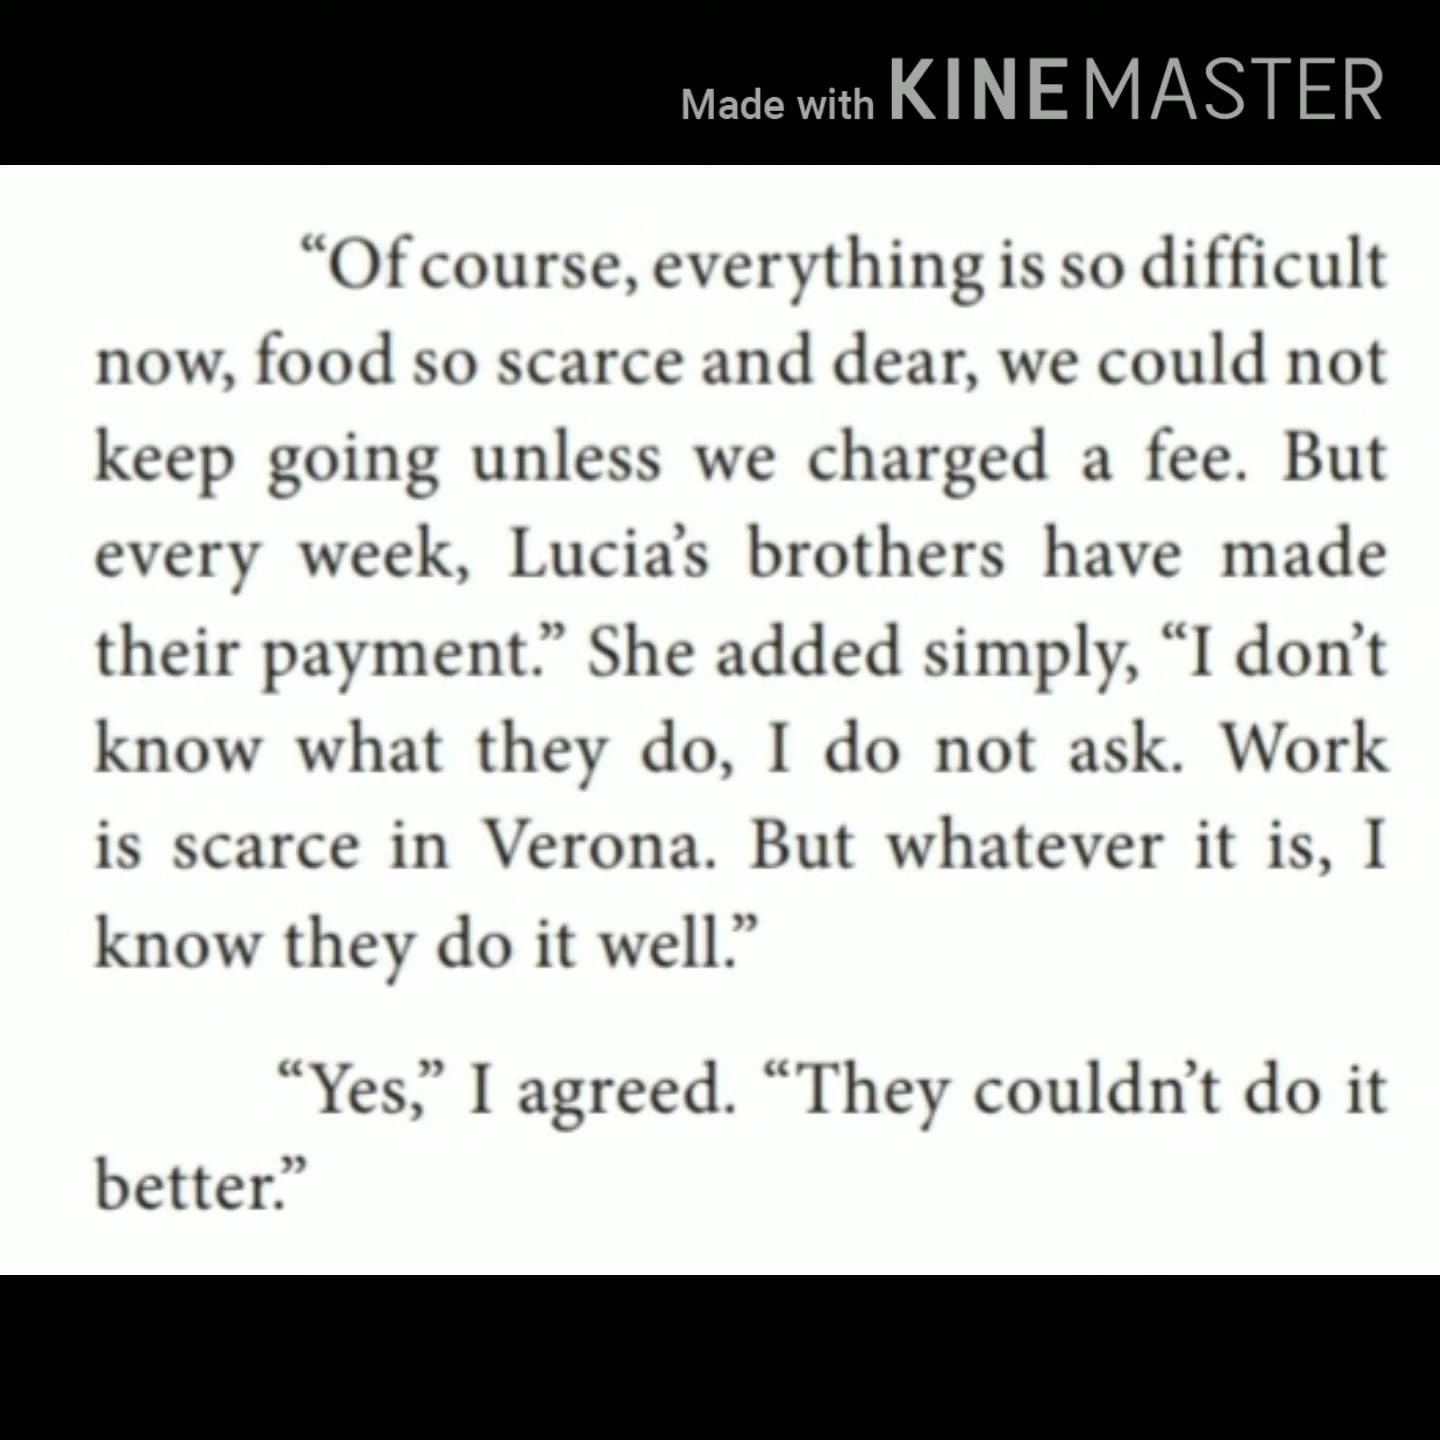 Made with KINEMASTER
“Of course, everything is so difficult
now, food so scarce and dear, we could not
keep going unless we charged a fee. But
every week, Lucia’s brothers have made
their payment.” She added simply, “I don’t
know what they do, I do not ask. Work
is scarce in Verona. But whatever it is, I
know they do it well.”
“Yes,” I agreed. “They couldn’t do it
better.”